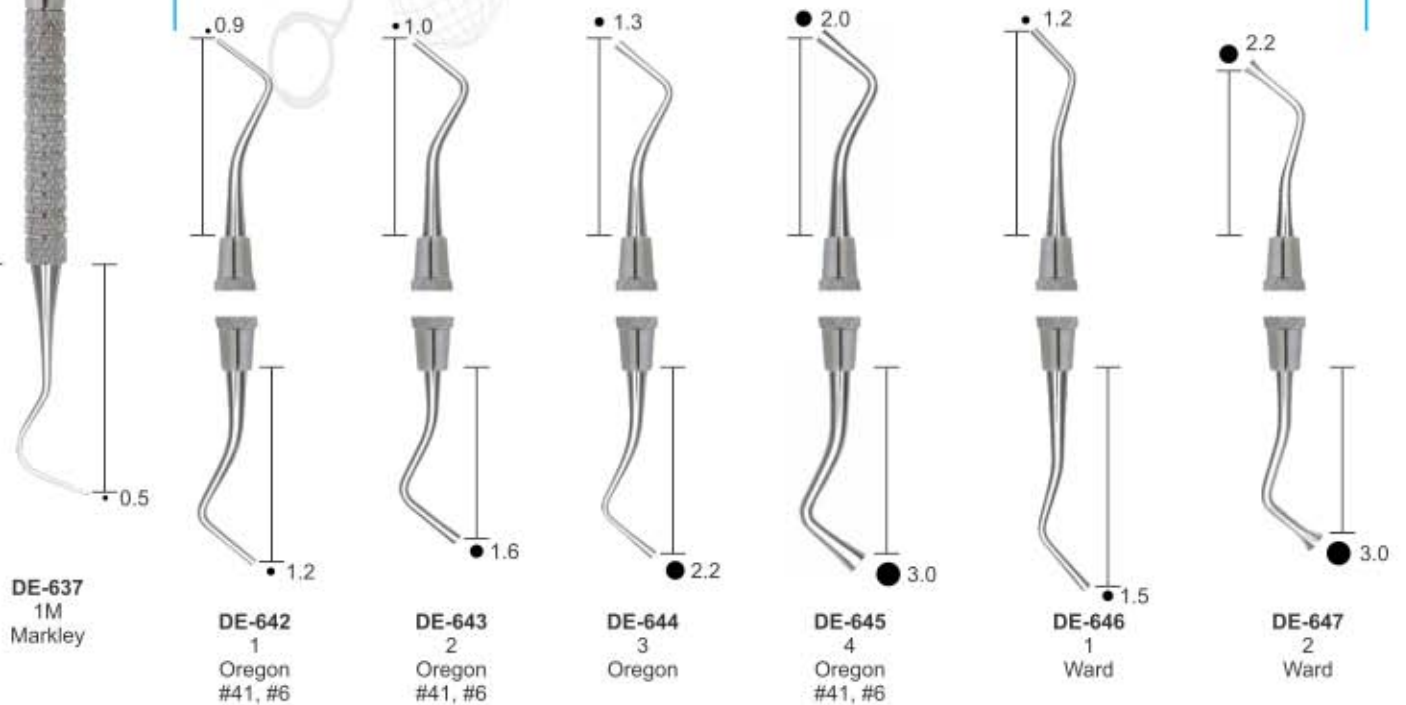 0.9
1.0
1.3
2.0
1.2
2.2
0.5
1.2
1.6
2.2
3.0
1.5
3.0
DE-637
1M
Markley
DE-642
1
Oregon
#41, #6
DE-643
2
Oregon
#41, #6
DE-644
3
Oregon
DE-645
4
Oregon
#41, #6
DE-646
1
Ward
DE-647
2
Ward